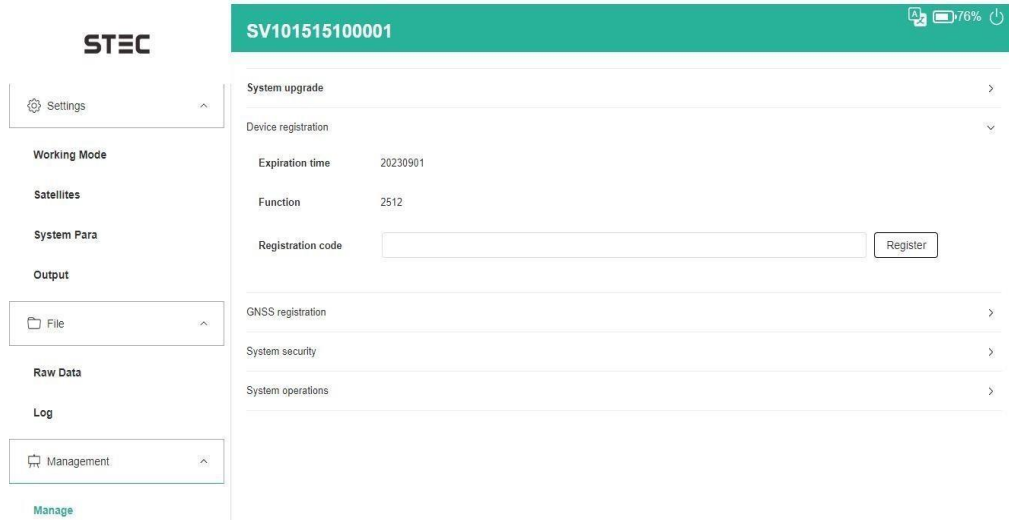 STEC
Settings
Working Mode
Satellites
System Para
Output
File
Raw Data
Log
Management
Manage
SV101515100001
76%
System upgrade
Device registration
Expiration time 20230901
Function 2512
Registration code Register
GNSS registration
System security
System operations